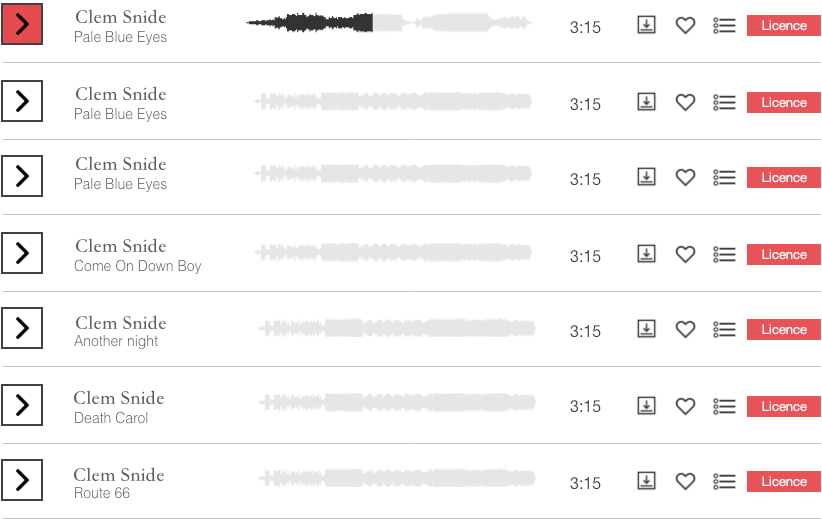 Clem Snide
Pale Blue Eyes
3:15
Licence
Clem Snide
Pale Blue Eyes
3:15
Licence
Clem Snide
Pale Blue Eyes
3:15
Licence
Clem Snide
Come On Down Boy
3:15
Licence
Clem Snide
Another night
3:15
Licence
Clem Snide
Death Carol
3:15
Licence
Clem Snide
Route 66
3:15
Licence